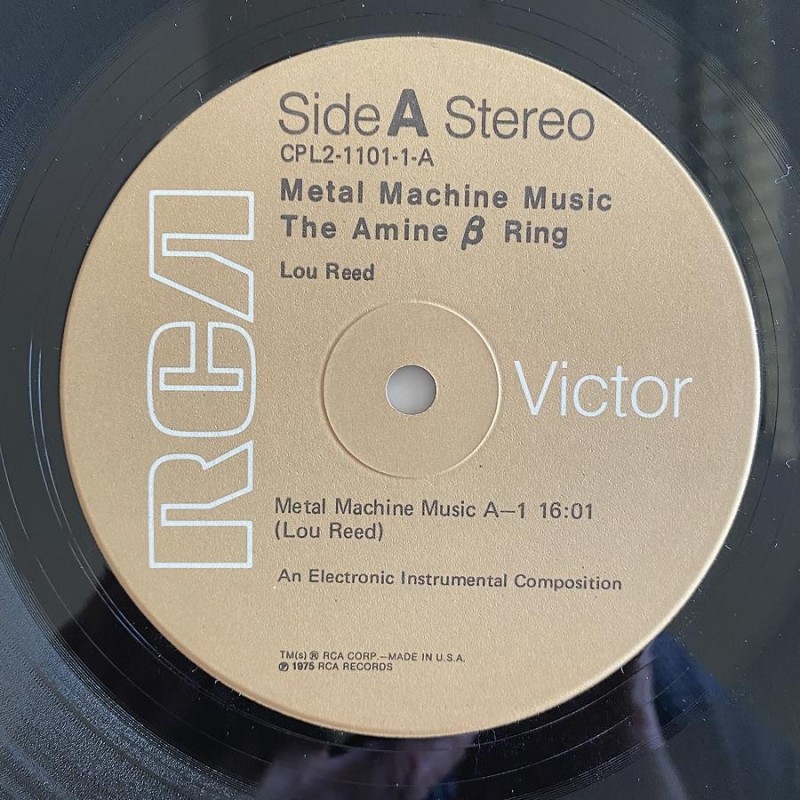 Side A Stereo
CPL2-1101-1-A
Metal Machine Music
The Amine β Ring
Lou Reed
RCA
Victor
Metal Machine Music A—1 16:01
(Lou Reed)
An Electronic Instrumental Composition
TM(s) ® RCA CORP.—MADE IN U.S.A.
℗ 1975 RCA RECORDS